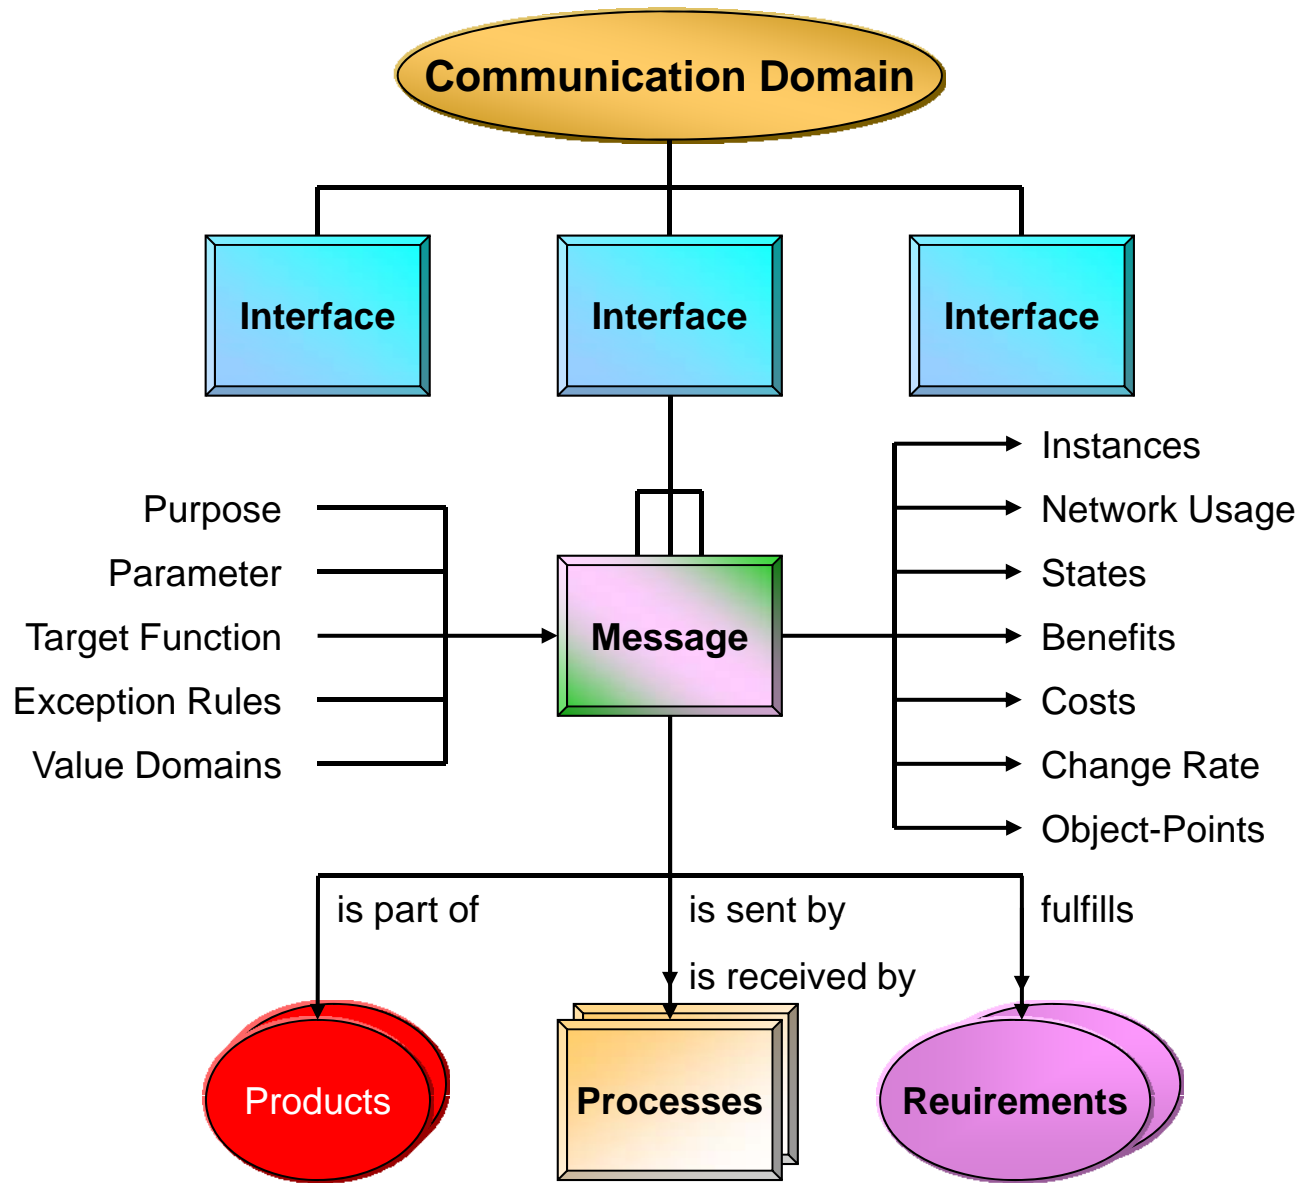 Communication Domain
Interface
Interface
Interface
Purpose
Parameter
Target Function
Exception Rules
Value Domains
Message
Instances
Network Usage
States
Benefits
Costs
Change Rate
Object-Points
is part of
is sent by
is received by
fulfills
Products
Processes
Reuirements